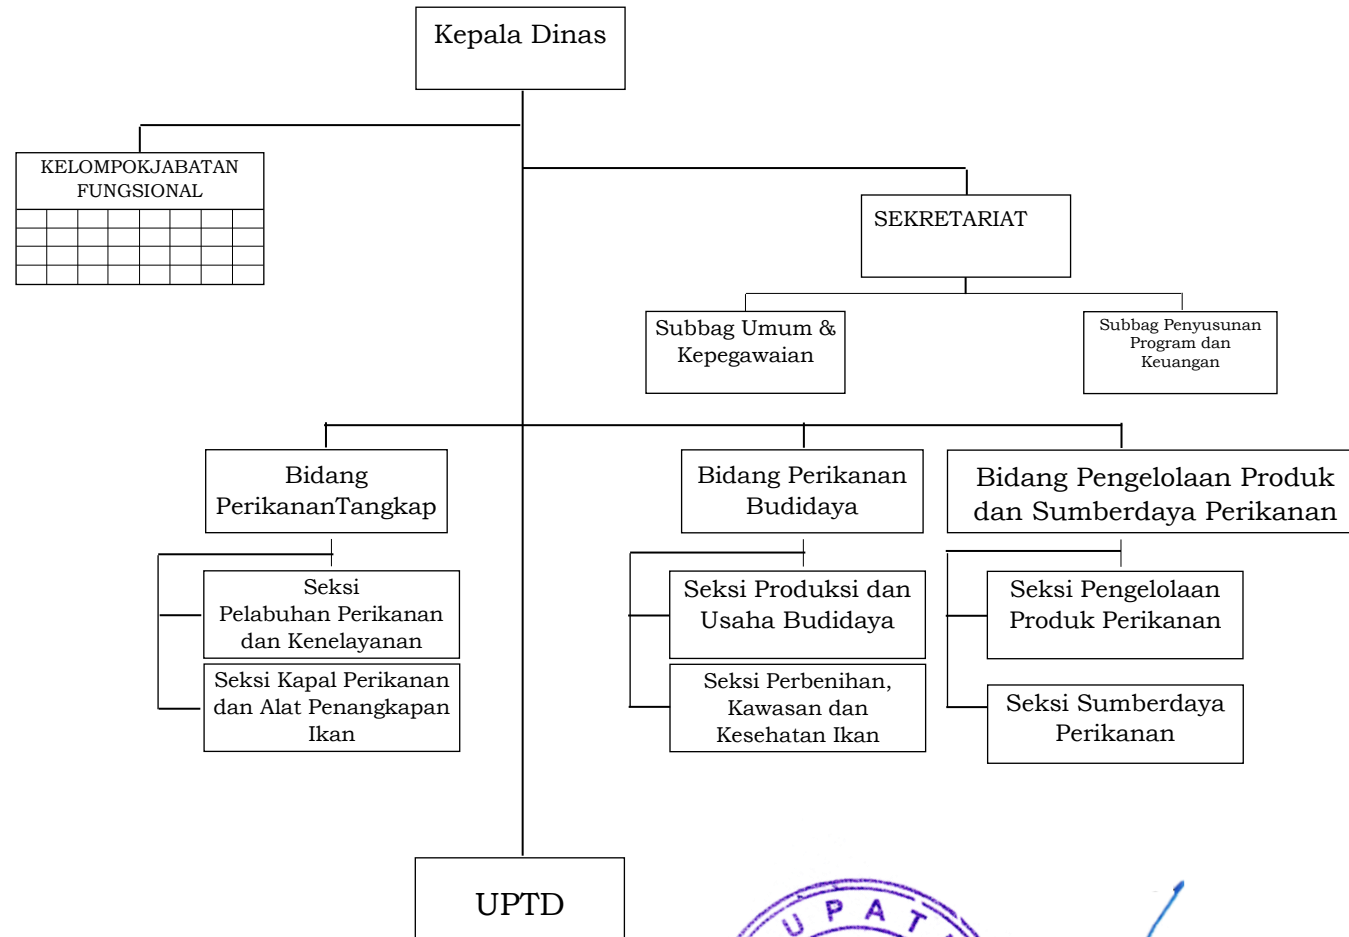 Kepala Dinas
KELOMPOKJABATAN
FUNGSIONAL
SEKRETARIAT
Subbag Umum &
Kepegawaian
Subbag Penyusunan
Program dan
Keuangan
Bidang
PerikananTangkap
Bidang Perikanan
Budidaya
Bidang Pengelolaan Produk
dan Sumberdaya Perikanan
Seksi
Pelabuhan Perikanan
dan Kenelayanan
Seksi Kapal Perikanan
dan Alat Penangkapan
Ikan
Seksi Produksi dan
Usaha Budidaya
Seksi Perbenihan,
Kawasan dan
Kesehatan Ikan
Seksi Pengelolaan
Produk Perikanan
Seksi Sumberdaya
Perikanan
UPTD
UPAT